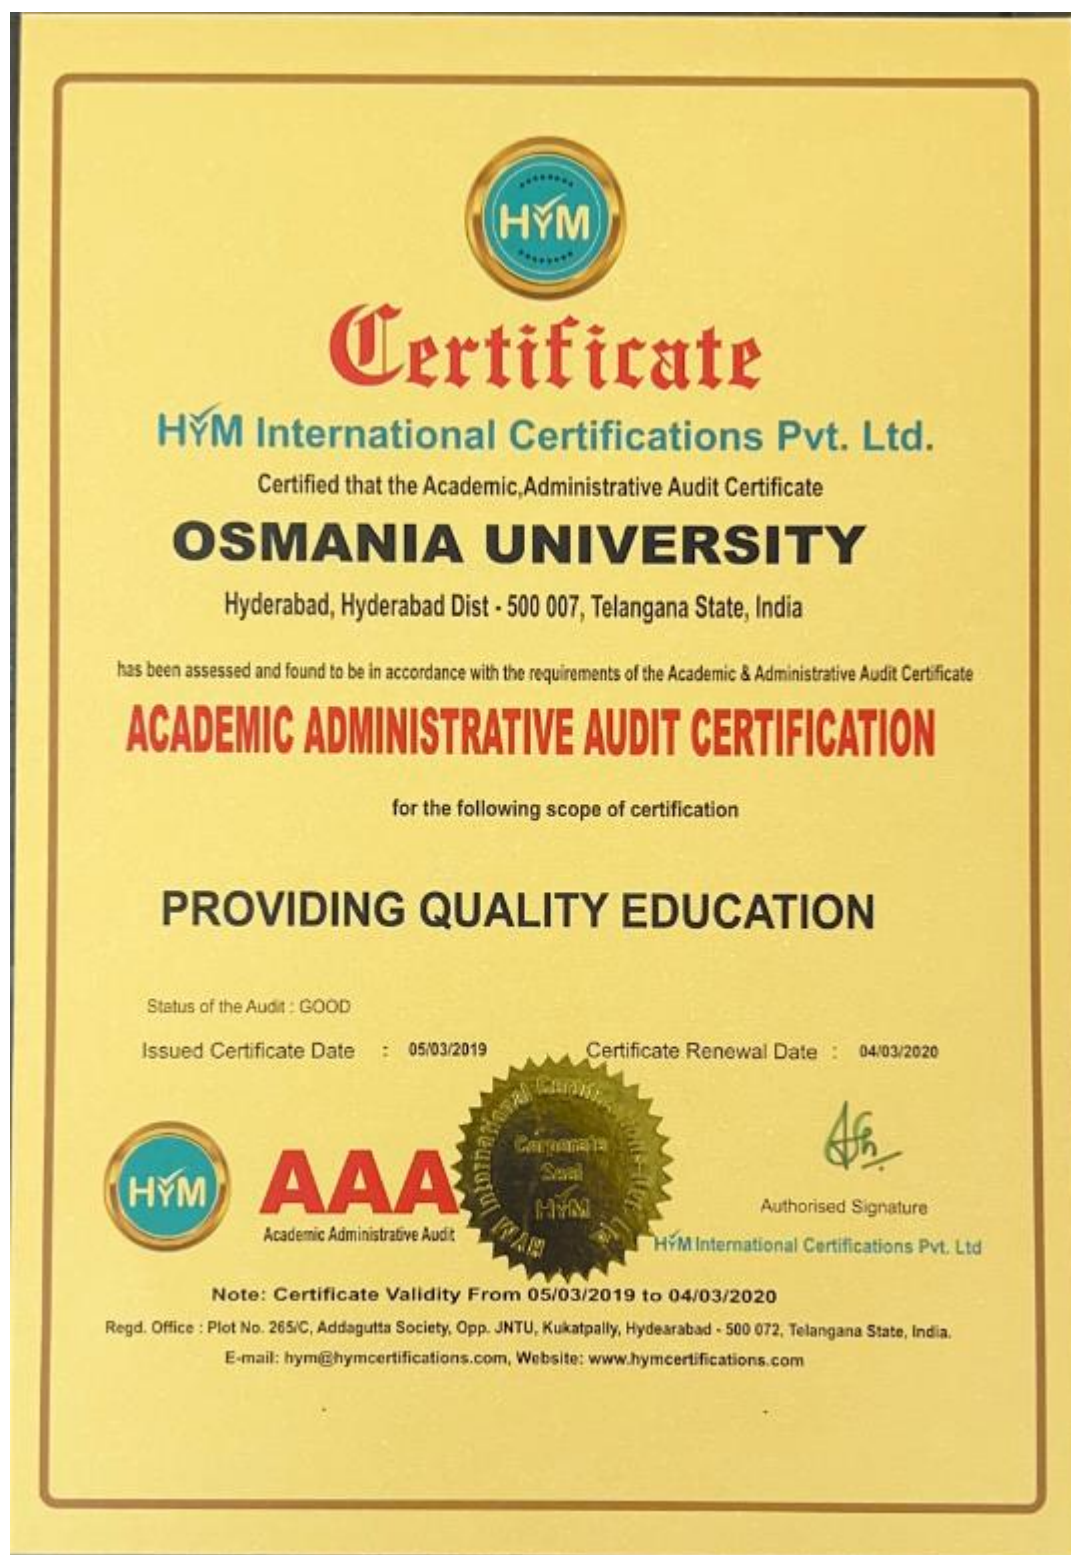 HYM
Certificate
HYM International Certifications Pvt. Ltd.
Certified that the Academic,Administrative Audit Certificate
OSMANIA UNIVERSITY
Hyderabad, Hyderabad Dist - 500 007, Telangana State, India
has been assessed and found to be in accordance with the requirements of the Academic & Administrative Audit Certificate
ACADEMIC ADMINISTRATIVE AUDIT CERTIFICATION
for the following scope of certification
PROVIDING QUALITY EDUCATION
Status of the Audit : GOOD
Issued Certificate Date : 05/03/2019 Certificate Renewal Date : 04/03/2020
HYM
AAA
Academic Administrative Audit
HYM International Certifications
Corporate
Seal
HYM
Authorised Signature
HYM International Certifications Pvt. Ltd
Note: Certificate Validity From 05/03/2019 to 04/03/2020
Regd. Office : Plot No. 265/C, Addagutta Society, Opp. JNTU, Kukatpally, Hydearabad - 500 072, Telangana State, India.
E-mail: hym@hymcertifications.com, Website: www.hymcertifications.com